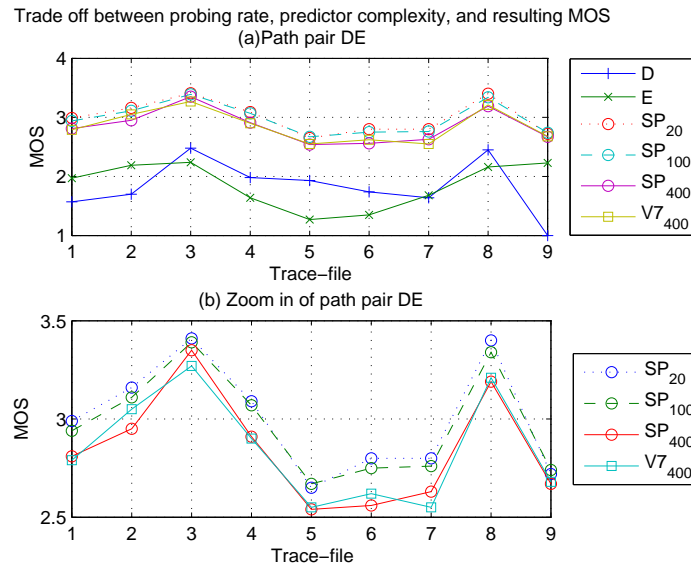 Trade off between probing rate, predictor complexity, and resulting MOS
(a)Path pair DE
4
3
2
1
MOS
1 2 3 4 5 6 7 8 9
Trace−file
D
E
SP20
SP100
SP400
V7400
(b) Zoom in of path pair DE
3.5
3.0
2.5
MOS
1 2 3 4 5 6 7 8 9
Trace−file
SP20
SP100
SP400
V7400